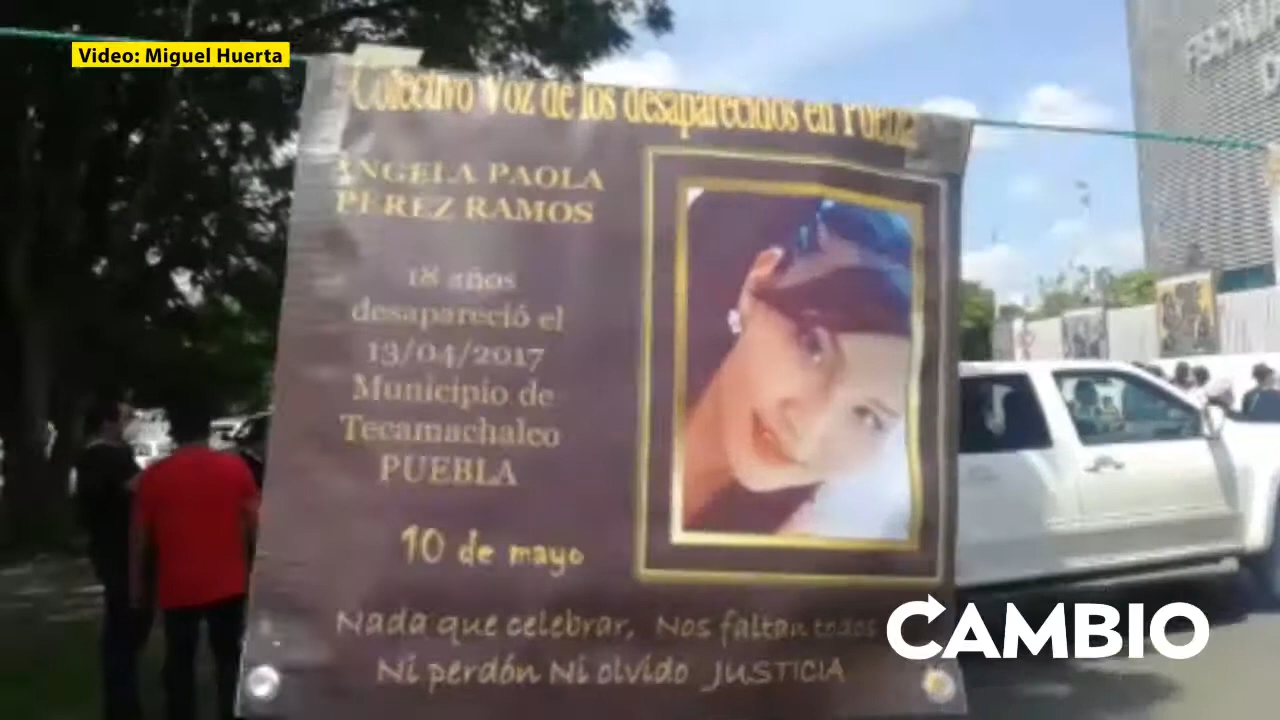 Video: Miguel Huerta
Colectivo Voz de los desaparecidos en Puebla
ANGELA PAOLA
PEREZ RAMOS
18 años
desapareció el
13/04/2017
Municipio de
Tecamachalco
PUEBLA
10 de mayo
Nada que celebrar, Nos faltan todos
Ni perdón Ni olvido JUSTICIA
CAMBIO